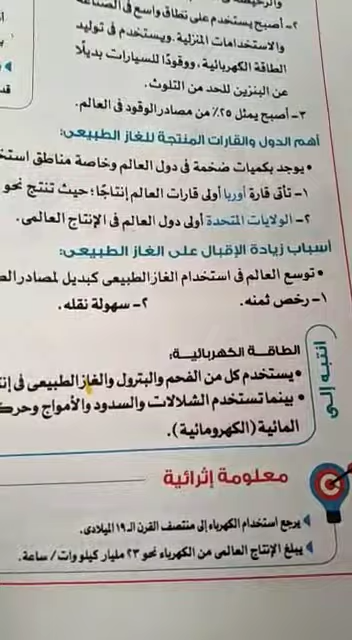 والرخيصة في
٢- أصبح يستخدم على نطاق واسع في الصناعة
والاستخدامات المنزلية. ويستخدم في توليد
الطاقة الكهربائية، ووقودًا للسيارات بديلًا
عن البنزين للحد من التلوث.
٣- أصبح يمثل ٢٥٪ من مصادر الوقود في العالم.
أهم الدول والقارات المنتجة للغاز الطبيعي:
• يوجد بكميات ضخمة في دول العالم وخاصة مناطق
١- تأتي قارة أوربا أولى قارات العالم إنتاجًا؛ حيث تنتج نحو
٢- الولايات المتحدة أولى دول العالم في الإنتاج العالمي.
أسباب زيادة الإقبال على الغاز الطبيعي:
• توسع العالم في استخدام الغاز الطبيعي كبديل لمصادر
١- رخص ثمنه. ٢- سهولة نقله.
انتبه إلى
الطاقة الكهربائية:
• يستخدم كل من الفحم والبترول والغاز الطبيعي في
• بينما تستخدم الشلالات والسدود والأمواج
المائية (الكهرومائية).
معلومة إثرائية
يرجع استخدام الكهرباء إلى منتصف القرن الـ ١٩ الميلادي.
يبلغ الإنتاج العالمي من الكهرباء نحو ٢٣ مليار كيلووات/ ساعة.